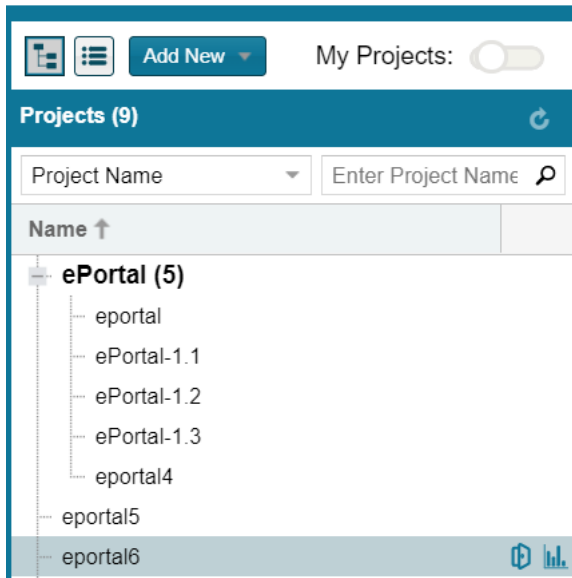 Add New My Projects:
Projects (9)
Project Name Enter Project Name
Name
ePortal (5)
eportal
ePortal-1.1
ePortal-1.2
ePortal-1.3
eportal4
eportal5
eportal6